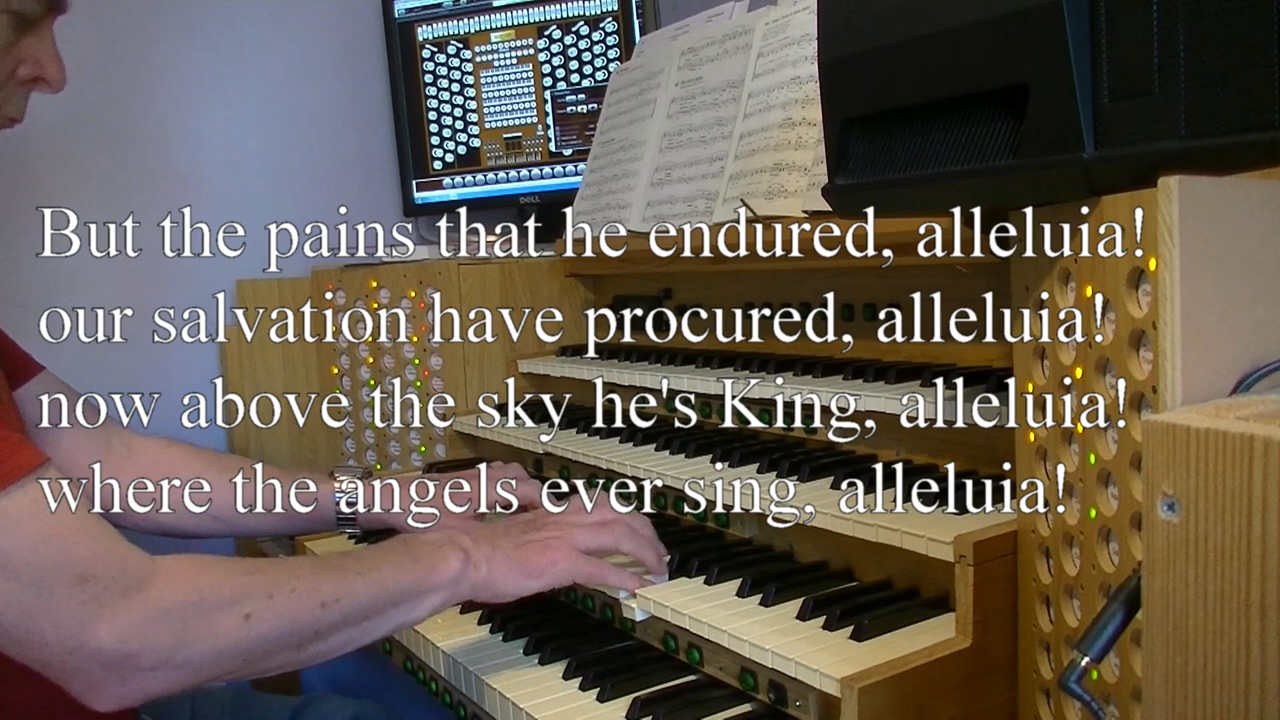 But the pains that he endured, alleluia!
our salvation have procured, alleluia!
now above the sky he's King, alleluia!
where the angels ever sing, alleluia!
DELL